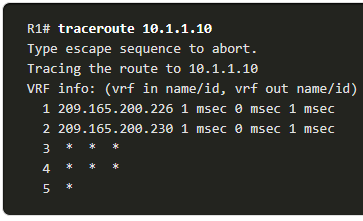 R1# traceroute 10.1.1.10
Type escape sequence to abort.
Tracing the route to 10.1.1.10
VRF info: (vrf in name/id, vrf out name/id)
1 209.165.200.226 1 msec 0 msec 1 msec
2 209.165.200.230 1 msec 0 msec 1 msec
3 * * *
4 * * *
5 *